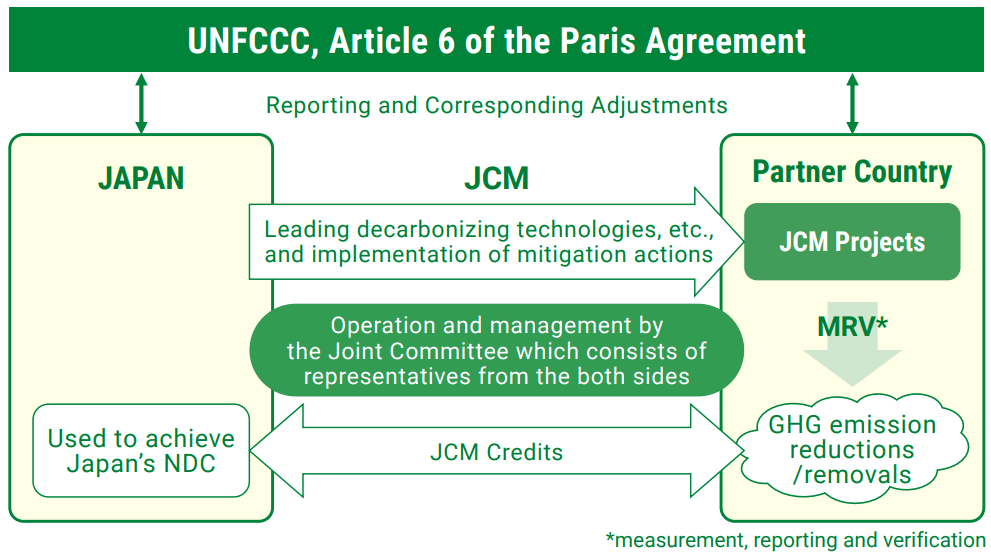 UNFCCC, Article 6 of the Paris Agreement
Reporting and Corresponding Adjustments
JAPAN
JCM
Partner Country
Leading decarbonizing technologies, etc.,
and implementation of mitigation actions
JCM Projects
Operation and management by
the Joint Committee which consists of
representatives from the both sides
MRV*
Used to achieve
Japan's NDC
JCM Credits
GHG emission
reductions
/removals
*measurement, reporting and verification